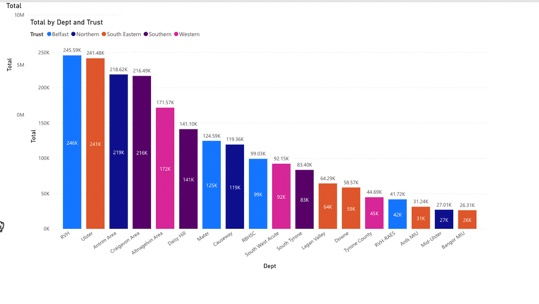 Total
10M
Total by Dept and Trust
Trust Belfast Northern South Eastern Southern Western
250K
200K
150K
100K
50K
0K
5M
0M
Total
Total
245.59K 241.48K 218.62K 216.49K 171.57K 141.10K 124.59K 119.36K 99.03K 92.15K 83.40K 64.29K 58.57K 44.69K 41.72K 31.24K 27.01K 26.31K
246K 241K 219K 216K 172K 141K 125K 119K 99K 92K 83K 64K 59K 45K 42K 31K 27K 26K
RVH Ulster Antrim Area Craigavon Area Altnagelvin Area Daisy Hill Mater Causeway RBHSC South West Acute South Tyrone Lagan Valley Downe Tyrone County RVH RAES Ards MIU Mid Ulster Bangor MIU
Dept